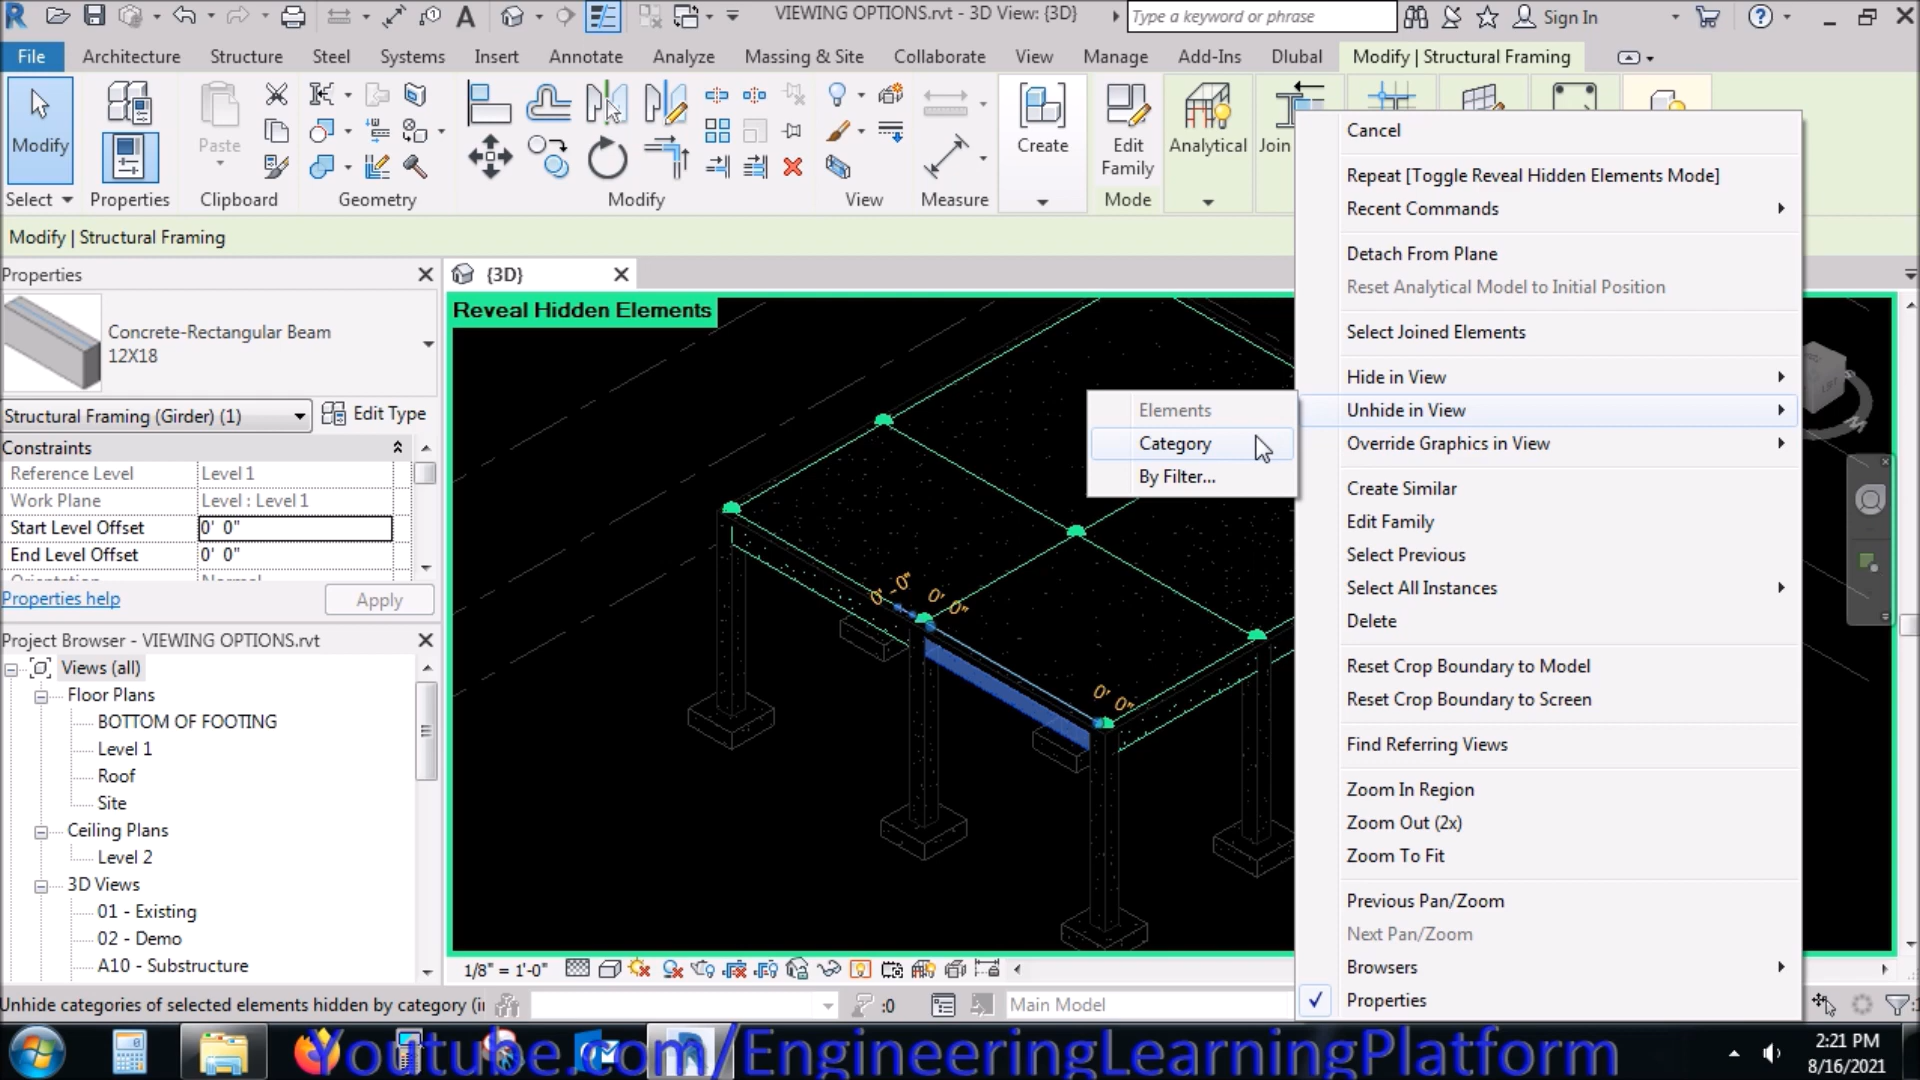 VIEWING OPTIONS.rvt - 3D View: {3D}
Type a keyword or phrase
Sign In
File Architecture Structure Steel Systems Insert Annotate Analyze Massing & Site Collaborate View Manage Add-Ins Dlubal Modify | Structural Framing
Modify
Paste
Create
Edit Family
Analytical
Join
Select Properties Clipboard Geometry Modify View Measure Mode
Modify | Structural Framing
Properties
{3D}
Concrete-Rectangular Beam
12X18
Structural Framing (Girder) (1)
Edit Type
Constraints
Reference Level Level 1
Work Plane Level : Level 1
Start Level Offset 0' 0"
End Level Offset 0' 0"
Properties help
Apply
Project Browser - VIEWING OPTIONS.rvt
Views (all)
Floor Plans
BOTTOM OF FOOTING
Level 1
Roof
Site
Ceiling Plans
Level 2
3D Views
01 - Existing
02 - Demo
A10 - Substructure
Reveal Hidden Elements
0' -0"
0' 0"
0' 0"
Elements
Category
By Filter...
Cancel
Repeat [Toggle Reveal Hidden Elements Mode]
Recent Commands
Detach From Plane
Reset Analytical Model to Initial Position
Select Joined Elements
Hide in View
Unhide in View
Override Graphics in View
Create Similar
Edit Family
Select Previous
Select All Instances
Delete
Reset Crop Boundary to Model
Reset Crop Boundary to Screen
Find Referring Views
Zoom In Region
Zoom Out (2x)
Zoom To Fit
Previous Pan/Zoom
Next Pan/Zoom
Browsers
Properties
1/8" = 1'-0"
Unhide categories of selected elements hidden by category (i
:0
Main Model
Youtube.com/EngineeringLearningPlatform
2:21 PM
8/16/2021